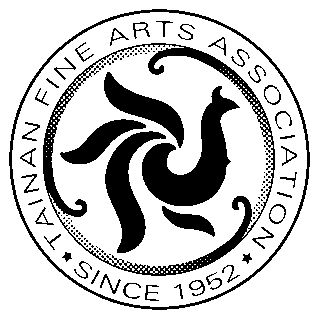 TAINAN FINE ARTS ASSOCIATION
★ SINCE 1952 ★